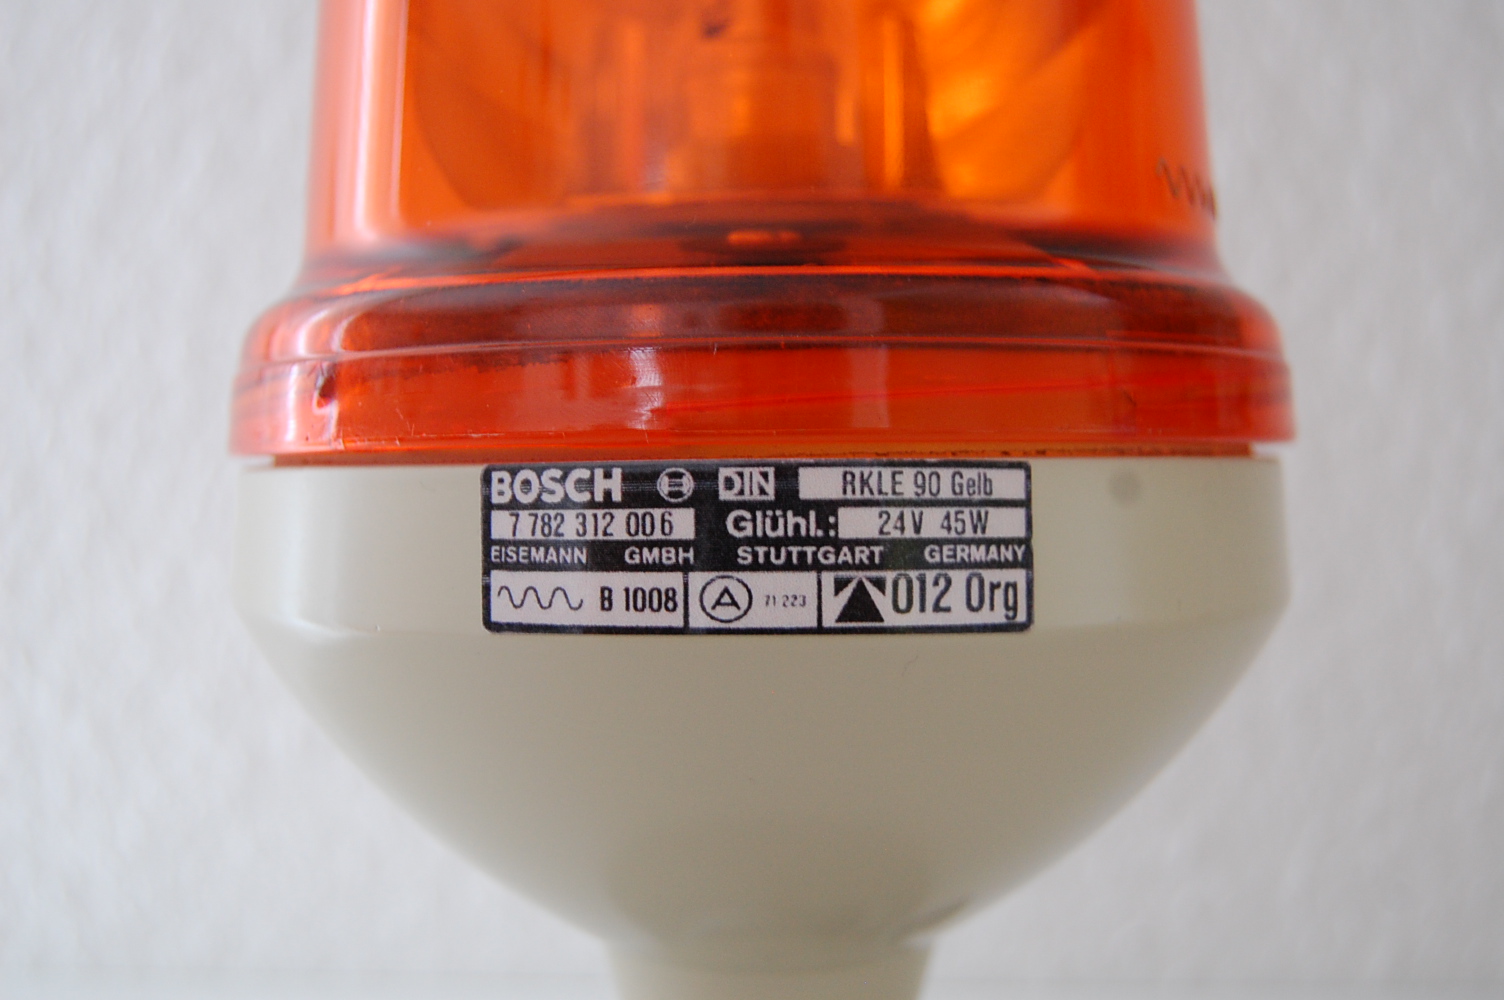 BOSCH DIN RKLE 90 Gelb
7 782 312 006 Glühl.: 24V 45W
EISEMANN GMBH STUTTGART GERMANY
B 1008 A 71 223 012 Org